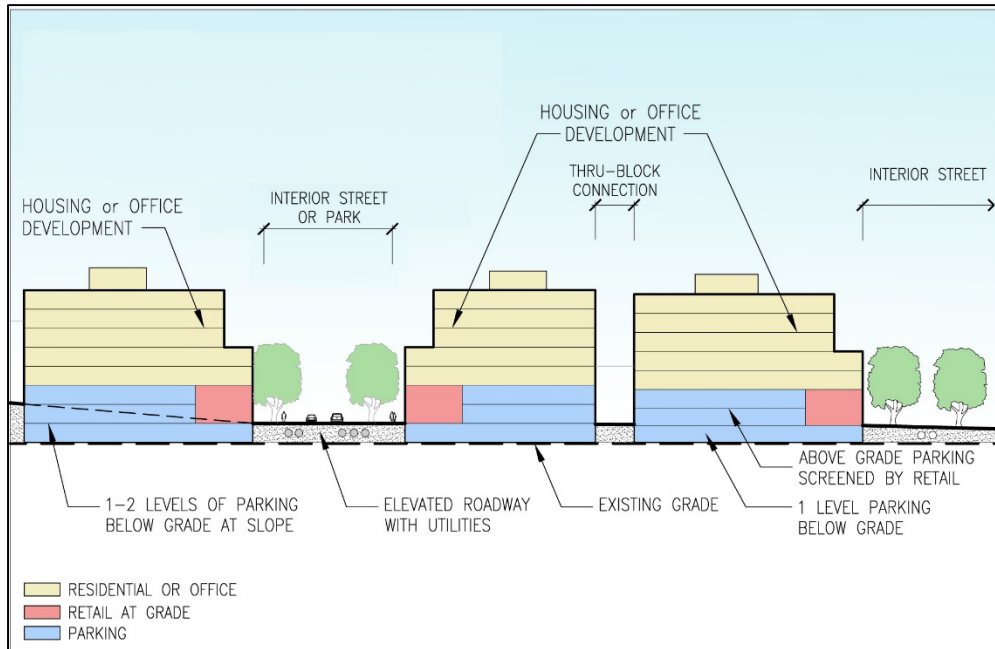 HOUSING or OFFICE
DEVELOPMENT
THRU-BLOCK
CONNECTION
INTERIOR STREET
INTERIOR STREET
OR PARK
HOUSING or OFFICE
DEVELOPMENT
1-2 LEVELS OF PARKING
BELOW GRADE AT SLOPE
ELEVATED ROADWAY
WITH UTILITIES
EXISTING GRADE
ABOVE GRADE PARKING
SCREENED BY RETAIL
1 LEVEL PARKING
BELOW GRADE
RESIDENTIAL OR OFFICE
RETAIL AT GRADE
PARKING